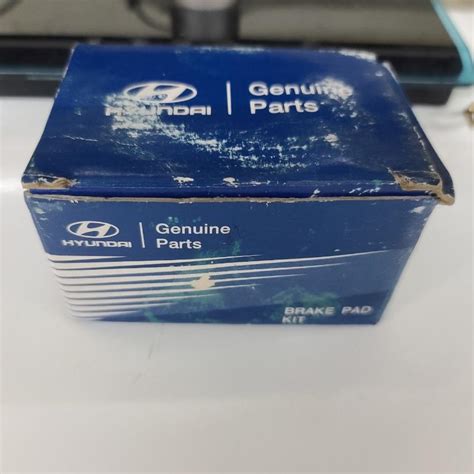 HYUNDAI
Genuine
Parts
HYUNDAI
Genuine
Parts
BRAKE PAD
KIT